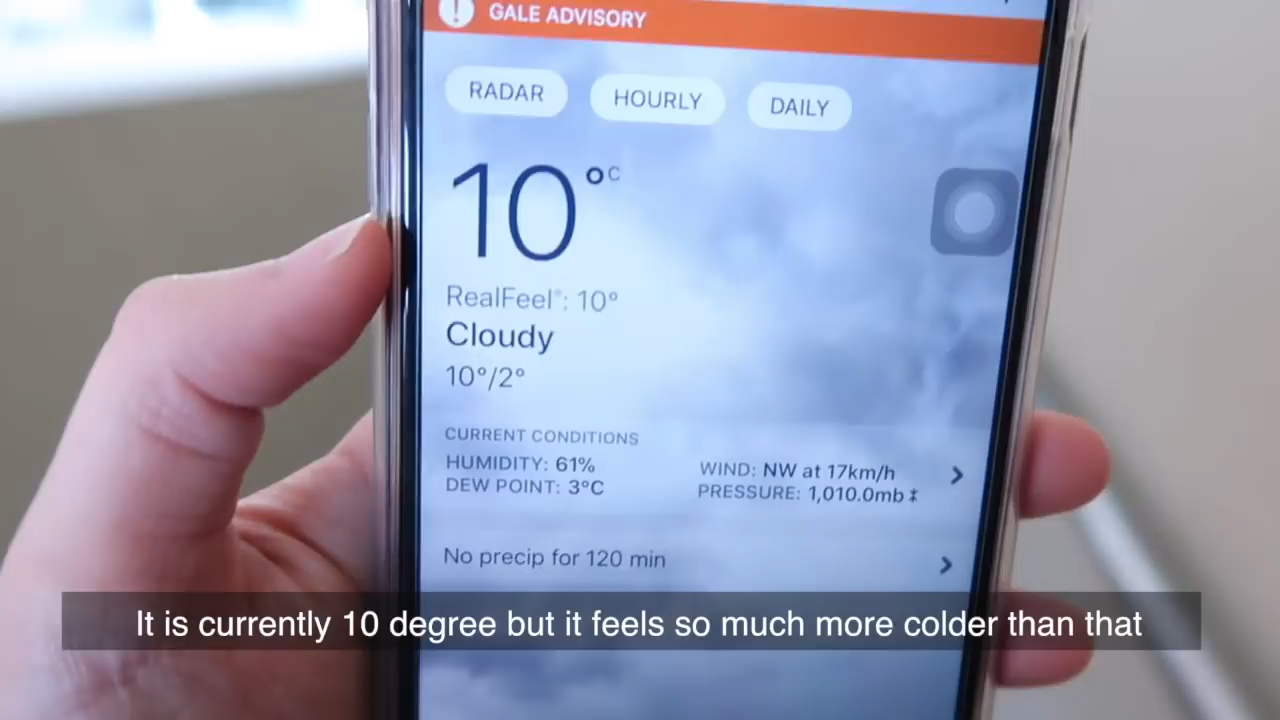 GALE ADVISORY
RADAR HOURLY DAILY
10°C
RealFeel®: 10°
Cloudy
10°/2°
CURRENT CONDITIONS
HUMIDITY: 61%
DEW POINT: 3°C
WIND: NW at 17km/h
PRESSURE: 1,010.0mb ↨
No precip for 120 min
It is currently 10 degree but it feels so much more colder than that